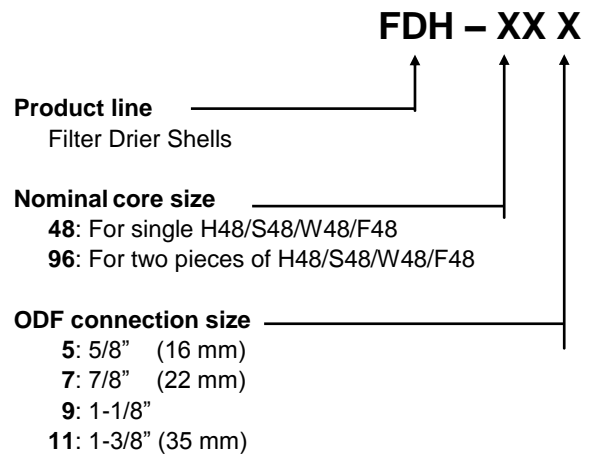 FDH – XX X
Product line
Filter Drier Shells
Nominal core size
48: For single H48/S48/W48/F48
96: For two pieces of H48/S48/W48/F48
ODF connection size
5: 5/8” (16 mm)
7: 7/8” (22 mm)
9: 1-1/8”
11: 1-3/8” (35 mm)